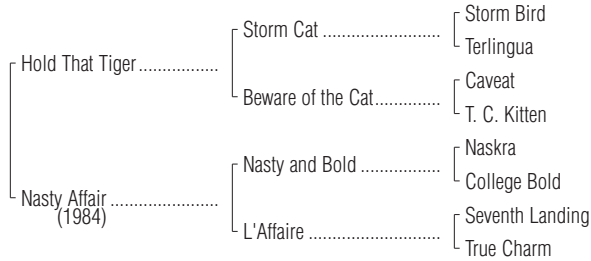 Storm Bird
Storm Cat ..........................
Terlingua
Hold That Tiger.................
Caveat
Beware of the Cat..............
T. C. Kitten
Naskra
Nasty and Bold .................
College Bold
Nasty Affair .......................
(1984)
Seventh Landing
L'Affaire ............................
True Charm